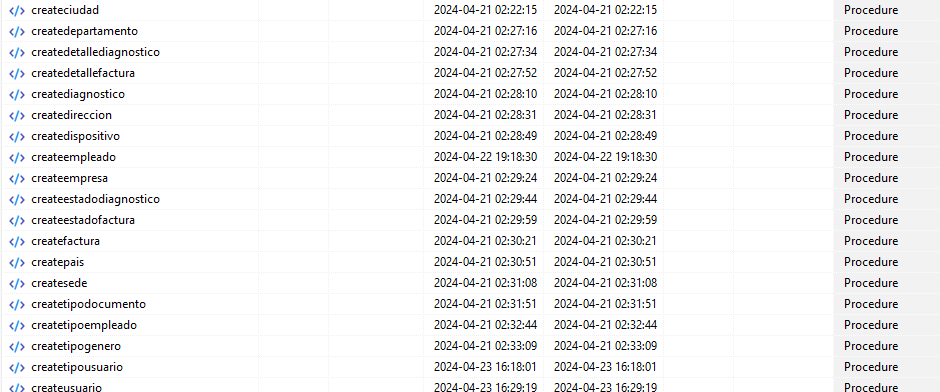 createciudad 2024-04-21 02:22:15 2024-04-21 02:22:15 Procedure
createdepartamento 2024-04-21 02:27:16 2024-04-21 02:27:16 Procedure
createdetallediagnostico 2024-04-21 02:27:34 2024-04-21 02:27:34 Procedure
createdetallefactura 2024-04-21 02:27:52 2024-04-21 02:27:52 Procedure
creatediagnostico 2024-04-21 02:28:10 2024-04-21 02:28:10 Procedure
createdireccion 2024-04-21 02:28:31 2024-04-21 02:28:31 Procedure
createdispositivo 2024-04-21 02:28:49 2024-04-21 02:28:49 Procedure
createempleado 2024-04-22 19:18:30 2024-04-22 19:18:30 Procedure
createempresa 2024-04-21 02:29:24 2024-04-21 02:29:24 Procedure
createestadodiagnostico 2024-04-21 02:29:44 2024-04-21 02:29:44 Procedure
createestadofactura 2024-04-21 02:29:59 2024-04-21 02:29:59 Procedure
createfactura 2024-04-21 02:30:21 2024-04-21 02:30:21 Procedure
createpais 2024-04-21 02:30:51 2024-04-21 02:30:51 Procedure
createsede 2024-04-21 02:31:08 2024-04-21 02:31:08 Procedure
createtipodocumento 2024-04-21 02:31:51 2024-04-21 02:31:51 Procedure
createtipoempleado 2024-04-21 02:32:44 2024-04-21 02:32:44 Procedure
createtipogenero 2024-04-21 02:33:09 2024-04-21 02:33:09 Procedure
createtipousuario 2024-04-23 16:18:01 2024-04-23 16:18:01 Procedure
createusuario 2024-04-23 16:29:19 2024-04-23 16:29:19 Procedure